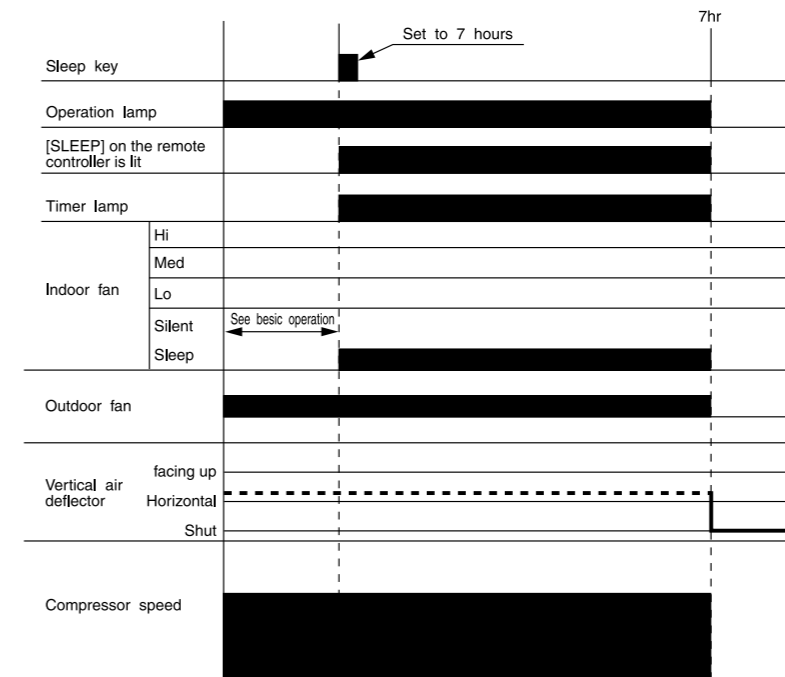 7hr
Set to 7 hours
Sleep key
Operation lamp
[SLEEP] on the remote
controller is lit
Timer lamp
Indoor fan
Hi
Med
Lo
Silent
See besic operation
Sleep
Outdoor fan
Vertical air
deflector
facing up
Horizontal
Shut
Compressor speed